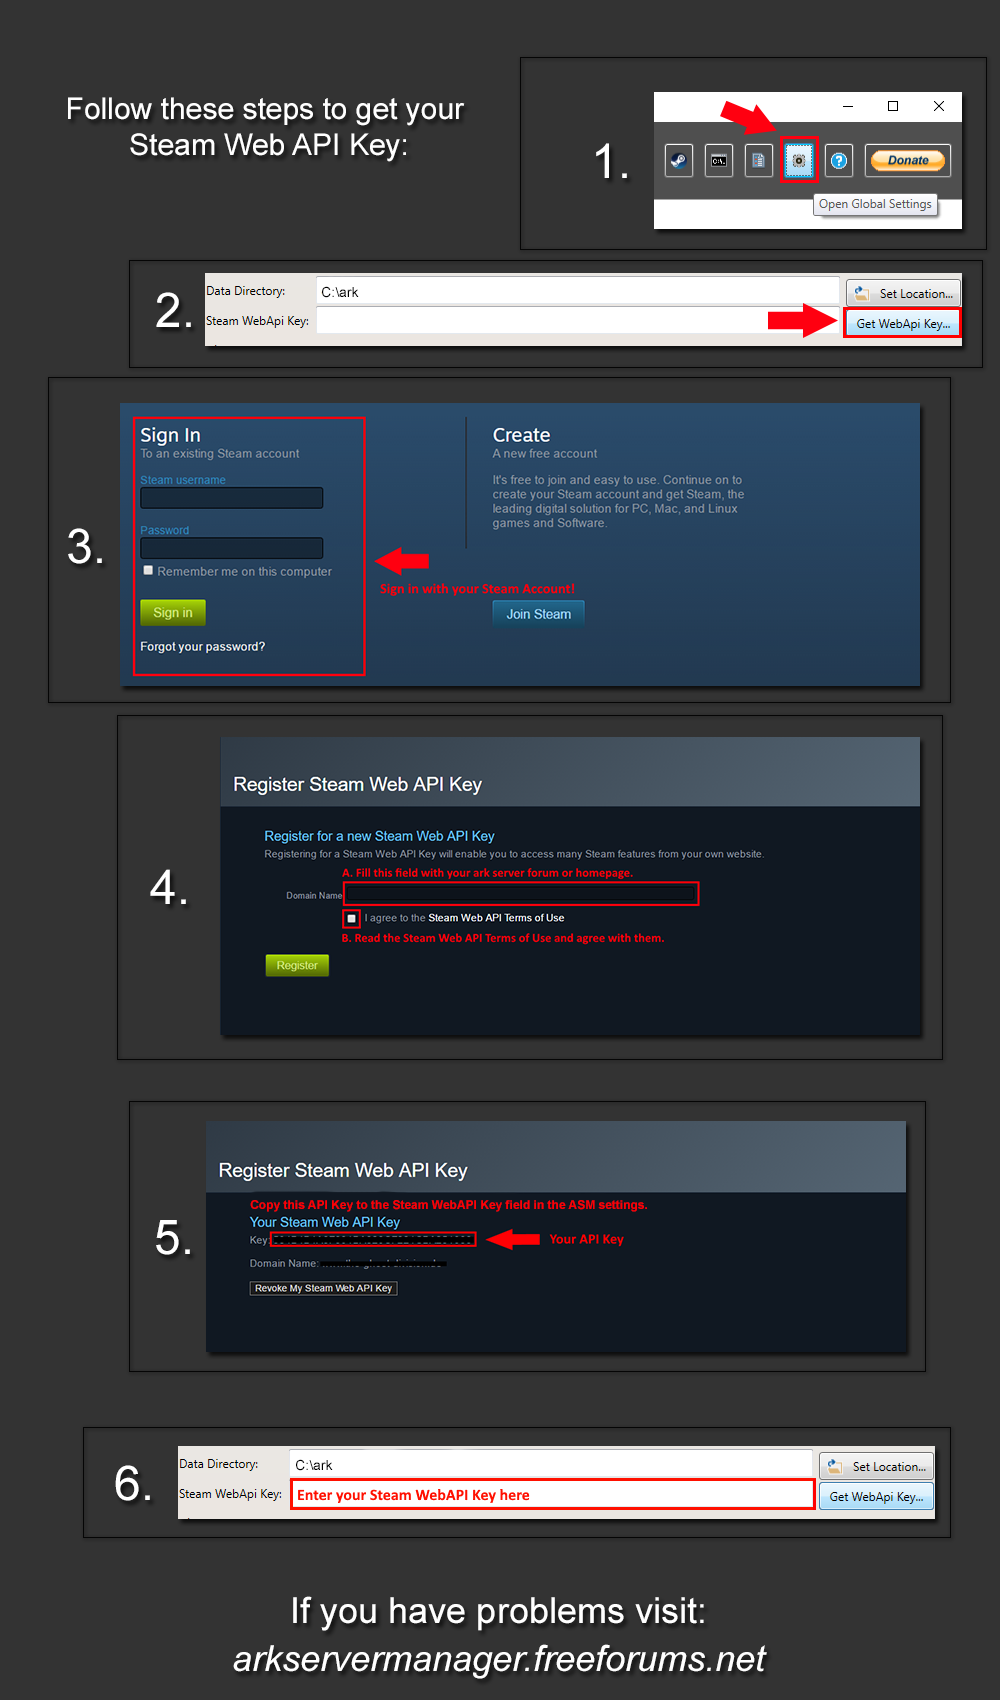 Follow these steps to get your
Steam Web API Key:
1.
C:\.
Donate
Open Global Settings
2.
Data Directory:
C:\ark
Set Location...
Steam WebApi Key:
Get WebApi Key...
3.
Sign In
To an existing Steam account
Steam username
Password
Remember me on this computer
Sign in
Forgot your password?
Create
A new free account
It's free to join and easy to use. Continue on to
create your Steam account and get Steam, the
leading digital solution for PC, Mac, and Linux
games and Software.
Sign in with your Steam Account!
Join Steam
4.
Register Steam Web API Key
Register for a new Steam Web API Key
Registering for a Steam Web API Key will enable you to access many Steam features from your own website.
A. Fill this field with your ark server forum or homepage.
Domain Name
I agree to the Steam Web API Terms of Use
B. Read the Steam Web API Terms of Use and agree with them.
Register
5.
Register Steam Web API Key
Copy this API Key to the Steam WebAPI Key field in the ASM settings.
Your Steam Web API Key
Key:
Your API Key
Domain Name:
Revoke My Steam Web API Key
6.
Data Directory:
C:\ark
Set Location...
Steam WebApi Key:
Enter your Steam WebAPI Key here
Get WebApi Key...
If you have problems visit:
arkservermanager.freeforums.net